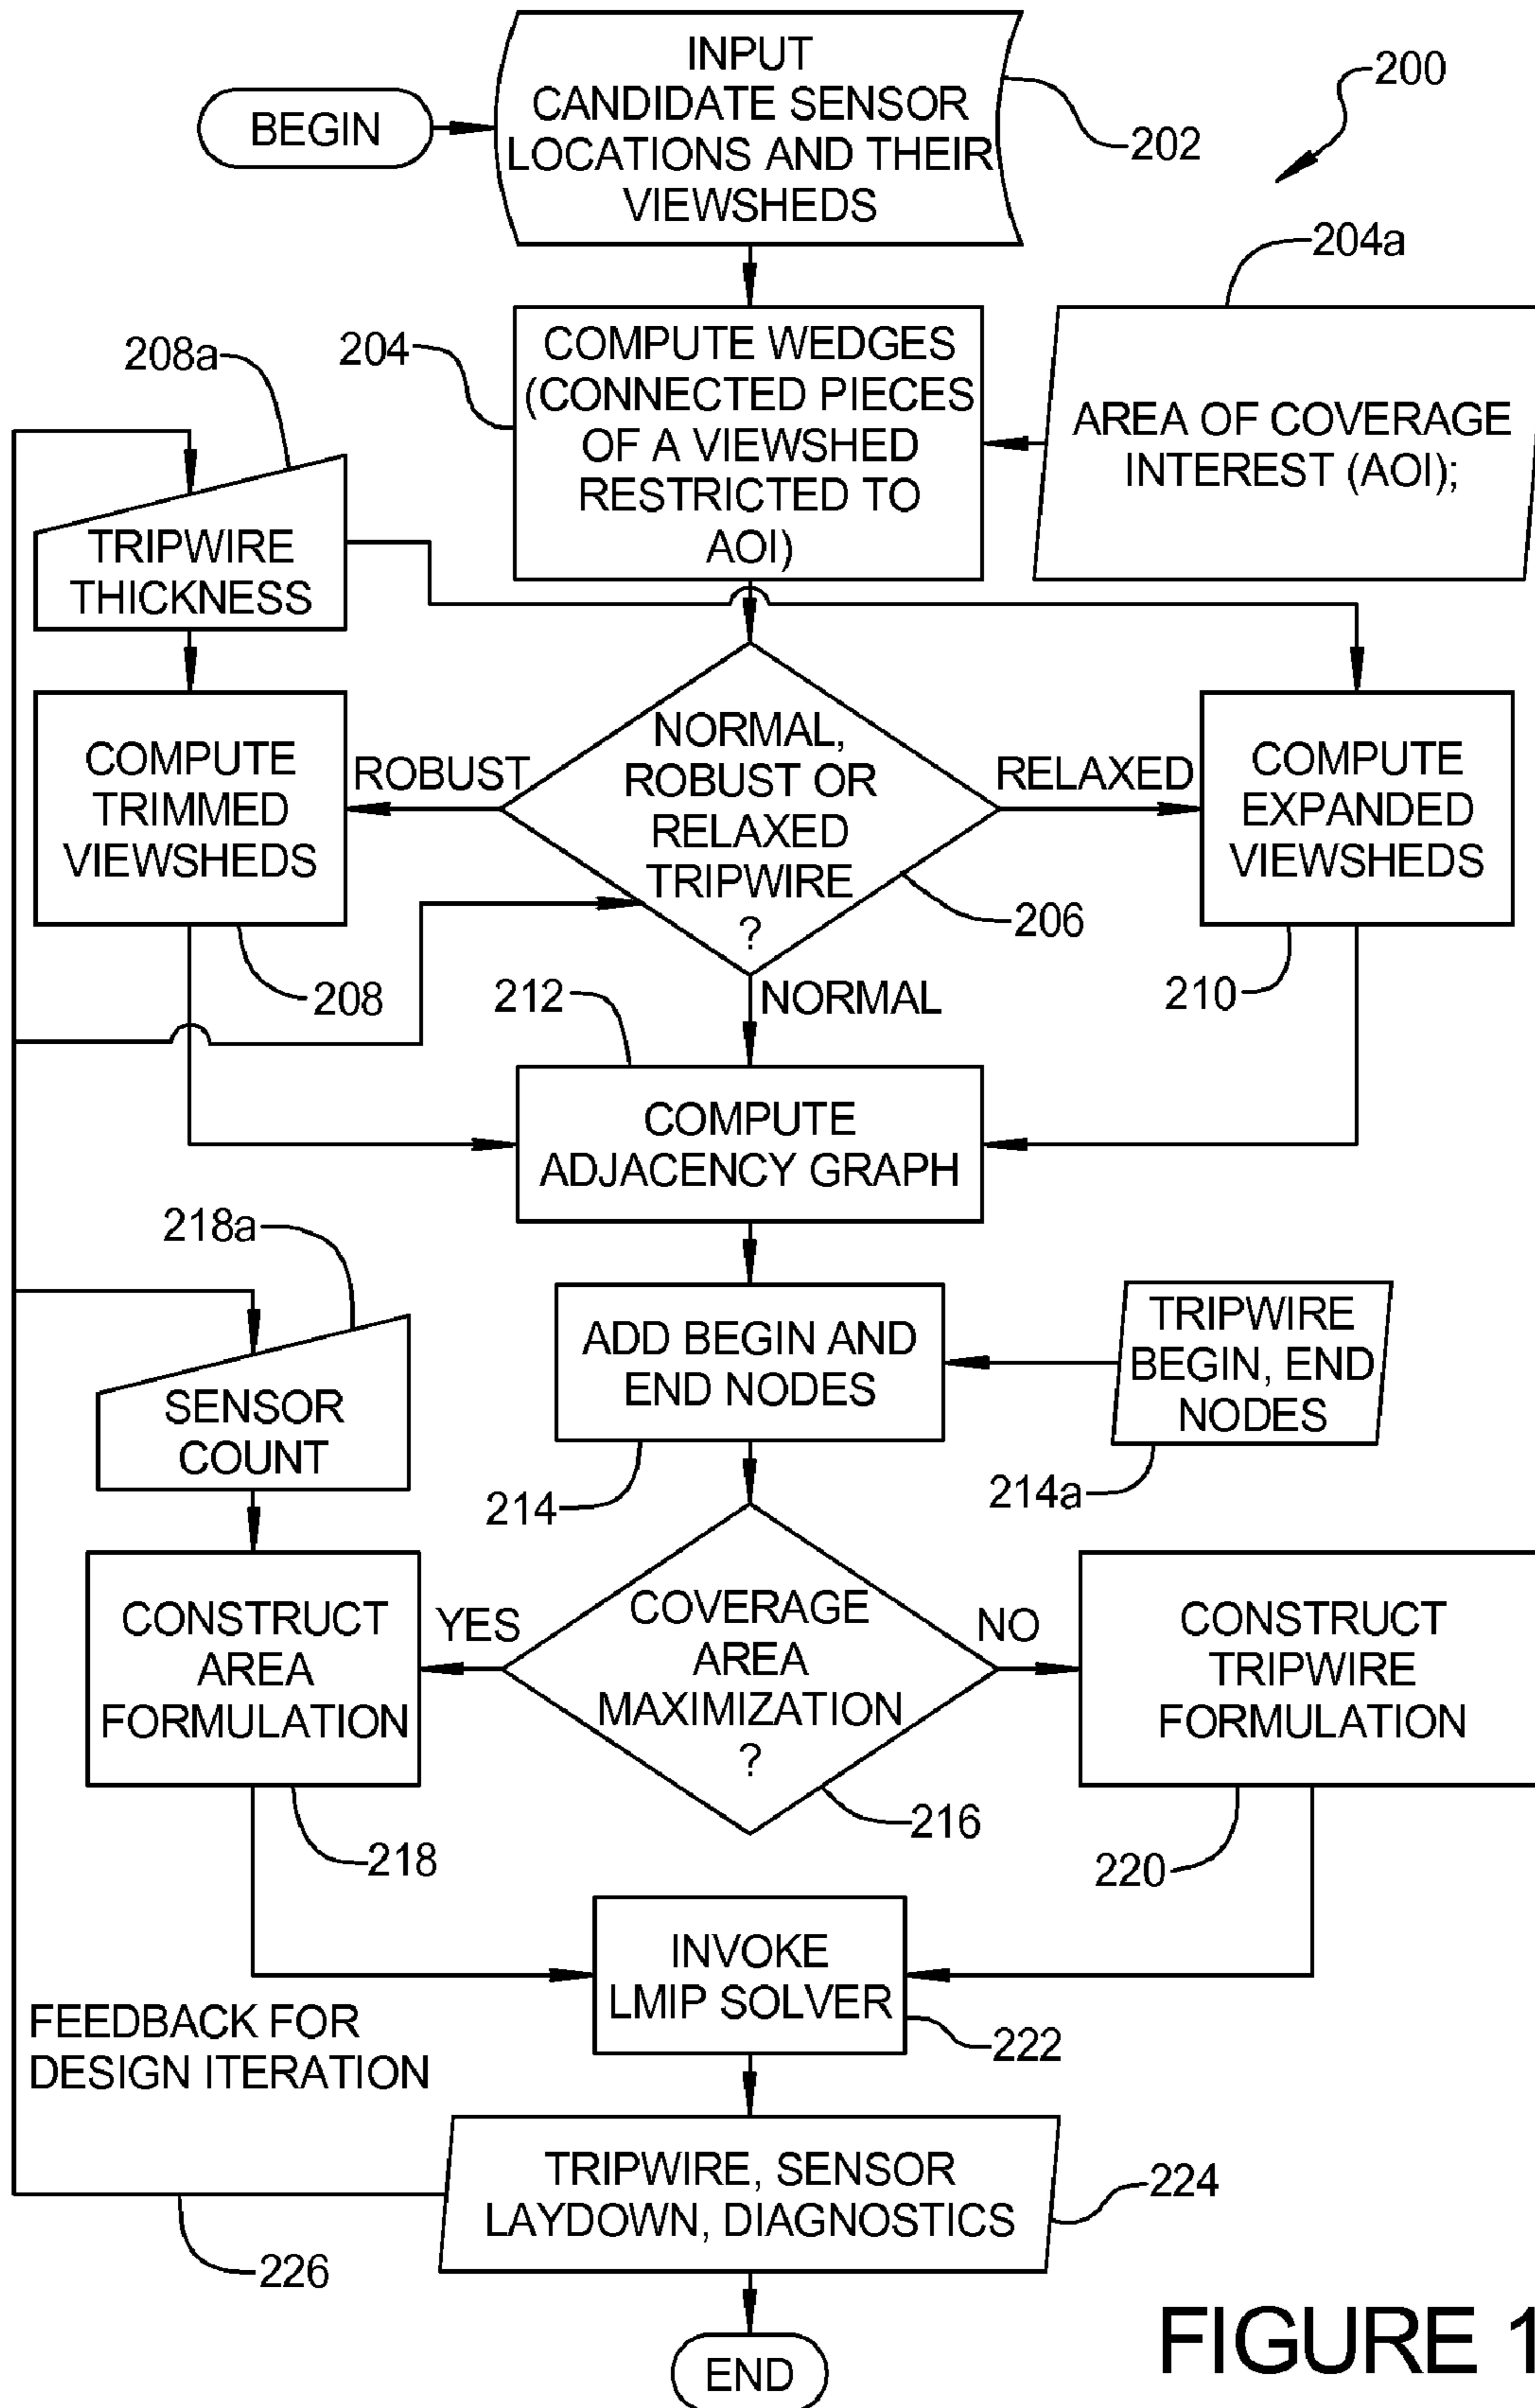 INPUT
CANDIDATE SENSOR
LOCATIONS AND THEIR
VIEWSHEDS
BEGIN
200
202
204a
208a
204
COMPUTE WEDGES
(CONNECTED PIECES
OF A VIEWSHED
RESTRICTED TO
AOI)
AREA OF COVERAGE
INTEREST (AOI);
TRIPWIRE
THICKNESS
COMPUTE
TRIMMED
VIEWSHEDS
ROBUST
NORMAL,
ROBUST OR
RELAXED
TRIPWIRE
?
RELAXED
COMPUTE
EXPANDED
VIEWSHEDS
206
208
212
NORMAL
210
COMPUTE
ADJACENCY GRAPH
218a
SENSOR
COUNT
ADD BEGIN AND
END NODES
TRIPWIRE
BEGIN, END
NODES
214
214a
CONSTRUCT
AREA
FORMULATION
YES
COVERAGE
AREA
MAXIMIZATION
?
NO
CONSTRUCT
TRIPWIRE
FORMULATION
216
218
220
INVOKE
LMIP SOLVER
222
FEEDBACK FOR
DESIGN ITERATION
TRIPWIRE, SENSOR
LAYDOWN, DIAGNOSTICS
224
226
END
FIGURE 1